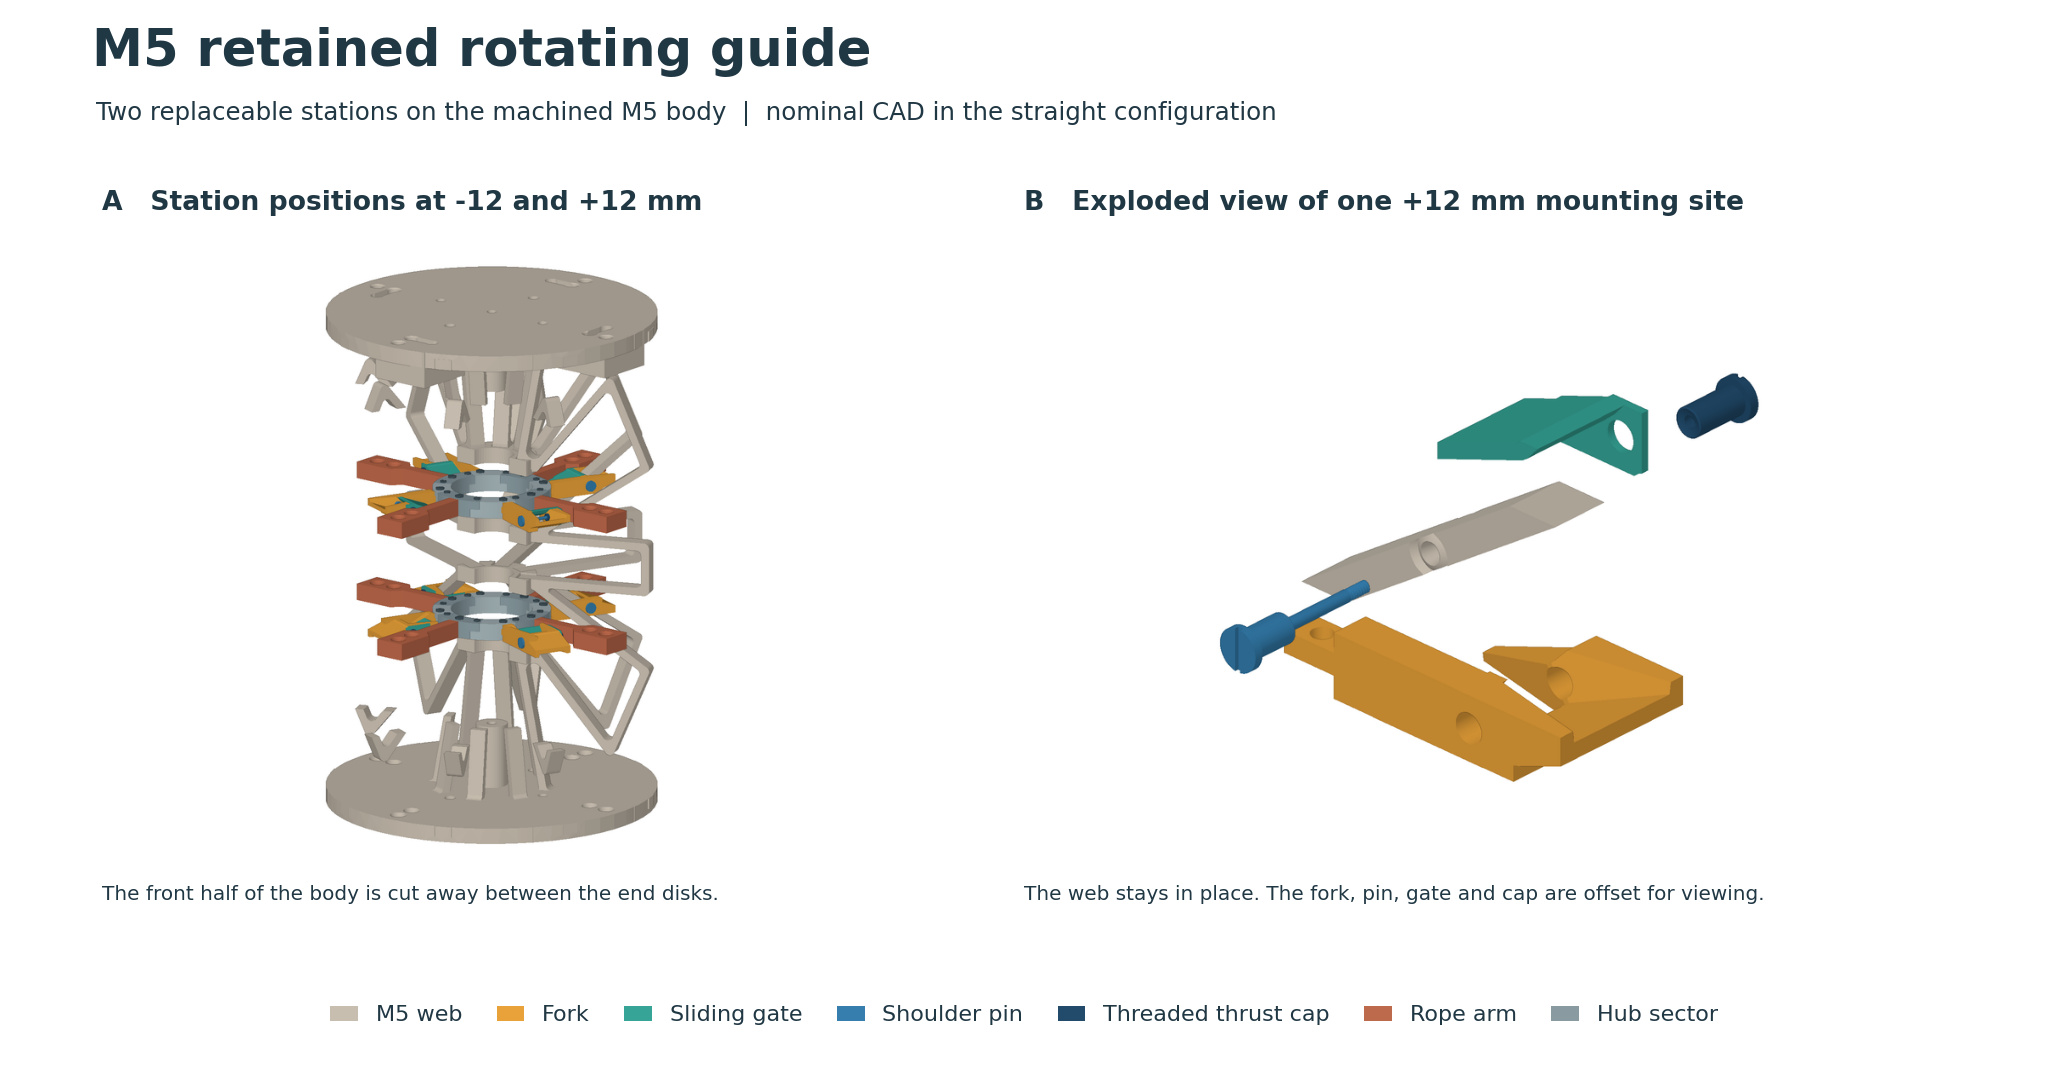 M5 retained rotating guide
Two replaceable stations on the machined M5 body | nominal CAD in the straight configuration
A Station positions at -12 and +12 mm
B Exploded view of one +12 mm mounting site
The front half of the body is cut away between the end disks.
The web stays in place. The fork, pin, gate and cap are offset for viewing.
M5 web Fork Sliding gate Shoulder pin Threaded thrust cap Rope arm Hub sector